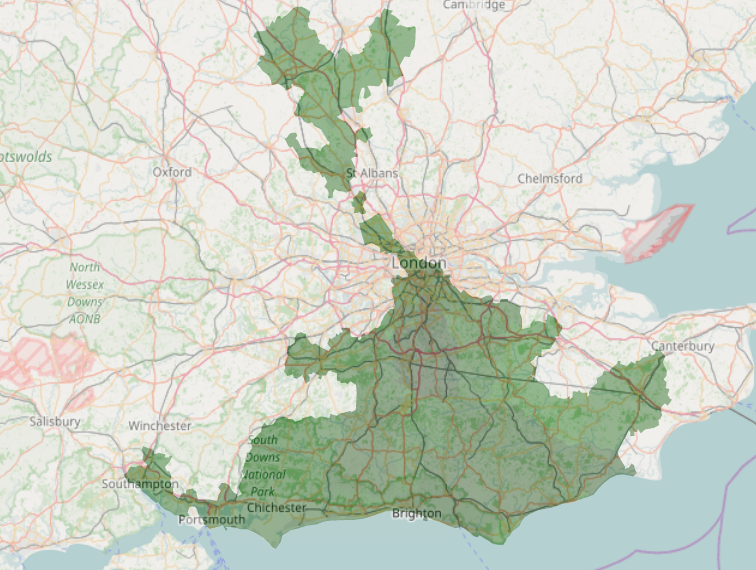 Cambridge
otswolds
Oxford
St Albans
Chelmsford
London
North
Wessex
Downs
AONB
Canterbury
Salisbury
Winchester
South
Downs
National
Park
Southampton
Chichester
Portsmouth
Brighton